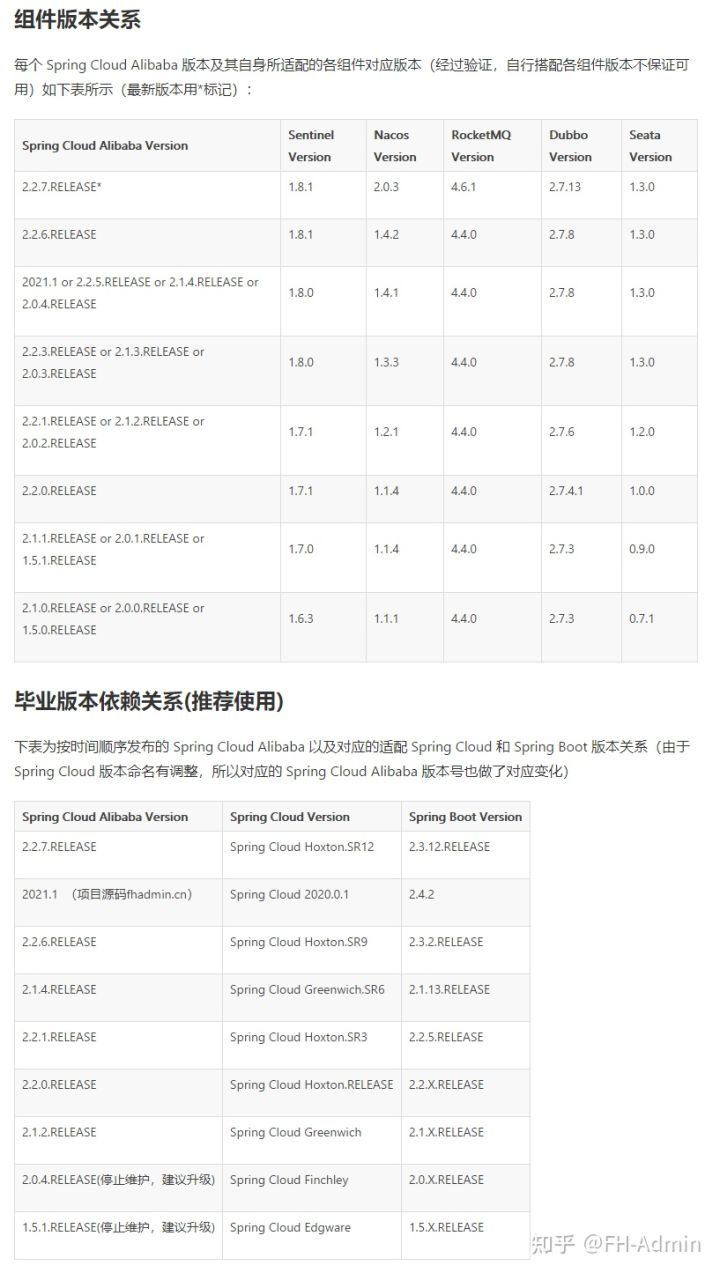 组件版本关系
每个 Spring Cloud Alibaba 版本及其自身所适配的各组件对应版本（经过验证，自行搭配各组件版本不保证可
用）如下表所示（最新版本用*标记）：
Spring Cloud Alibaba Version Sentinel Version Nacos Version RocketMQ Version Dubbo Version Seata Version
2.2.7.RELEASE* 1.8.1 2.0.3 4.6.1 2.7.13 1.3.0
2.2.6.RELEASE 1.8.1 1.4.2 4.4.0 2.7.8 1.3.0
2021.1 or 2.2.5.RELEASE or 2.1.4.RELEASE or
2.0.4.RELEASE 1.8.0 1.4.1 4.4.0 2.7.8 1.3.0
2.2.3.RELEASE or 2.1.3.RELEASE or
2.0.3.RELEASE 1.8.0 1.3.3 4.4.0 2.7.8 1.3.0
2.2.1.RELEASE or 2.1.2.RELEASE or
2.0.2.RELEASE 1.7.1 1.2.1 4.4.0 2.7.6 1.2.0
2.2.0.RELEASE 1.7.1 1.1.4 4.4.0 2.7.4.1 1.0.0
2.1.1.RELEASE or 2.0.1.RELEASE or
1.5.1.RELEASE 1.7.0 1.1.4 4.4.0 2.7.3 0.9.0
2.1.0.RELEASE or 2.0.0.RELEASE or
1.5.0.RELEASE 1.6.3 1.1.1 4.4.0 2.7.3 0.7.1
毕业版本依赖关系(推荐使用)
下表为按时间顺序发布的 Spring Cloud Alibaba 以及对应的适配 Spring Cloud 和 Spring Boot 版本关系（由于
Spring Cloud 版本命名有调整，所以对应的 Spring Cloud Alibaba 版本号也做了对应变化）
Spring Cloud Alibaba Version Spring Cloud Version Spring Boot Version
2.2.7.RELEASE Spring Cloud Hoxton.SR12 2.3.12.RELEASE
2021.1 （项目源码fhadmin.cn） Spring Cloud 2020.0.1 2.4.2
2.2.6.RELEASE Spring Cloud Hoxton.SR9 2.3.2.RELEASE
2.1.4.RELEASE Spring Cloud Greenwich.SR6 2.1.13.RELEASE
2.2.1.RELEASE Spring Cloud Hoxton.SR3 2.2.5.RELEASE
2.2.0.RELEASE Spring Cloud Hoxton.RELEASE 2.2.X.RELEASE
2.1.2.RELEASE Spring Cloud Greenwich 2.1.X.RELEASE
2.0.4.RELEASE(停止维护，建议升级) Spring Cloud Finchley 2.0.X.RELEASE
1.5.1.RELEASE(停止维护，建议升级) Spring Cloud Edgware 1.5.X.RELEASE
知乎 @FH-Admin